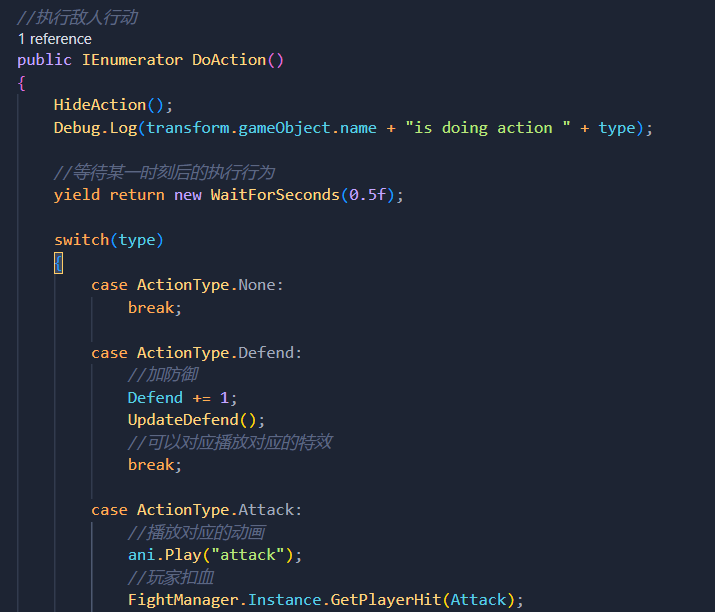 //执行敌人行动
1 reference
public IEnumerator DoAction()
{
HideAction();
Debug.Log(transform.gameObject.name + "is doing action " + type);
//等待某一时刻后的执行行为
yield return new WaitForSeconds(0.5f);
switch(type)
{
case ActionType.None:
break;
case ActionType.Defend:
//加防御
Defend += 1;
UpdateDefend();
//可以对应播放对应的特效
break;
case ActionType.Attack:
//播放对应的动画
ani.Play("attack");
//玩家扣血
FightManager.Instance.GetPlayerHit(Attack);